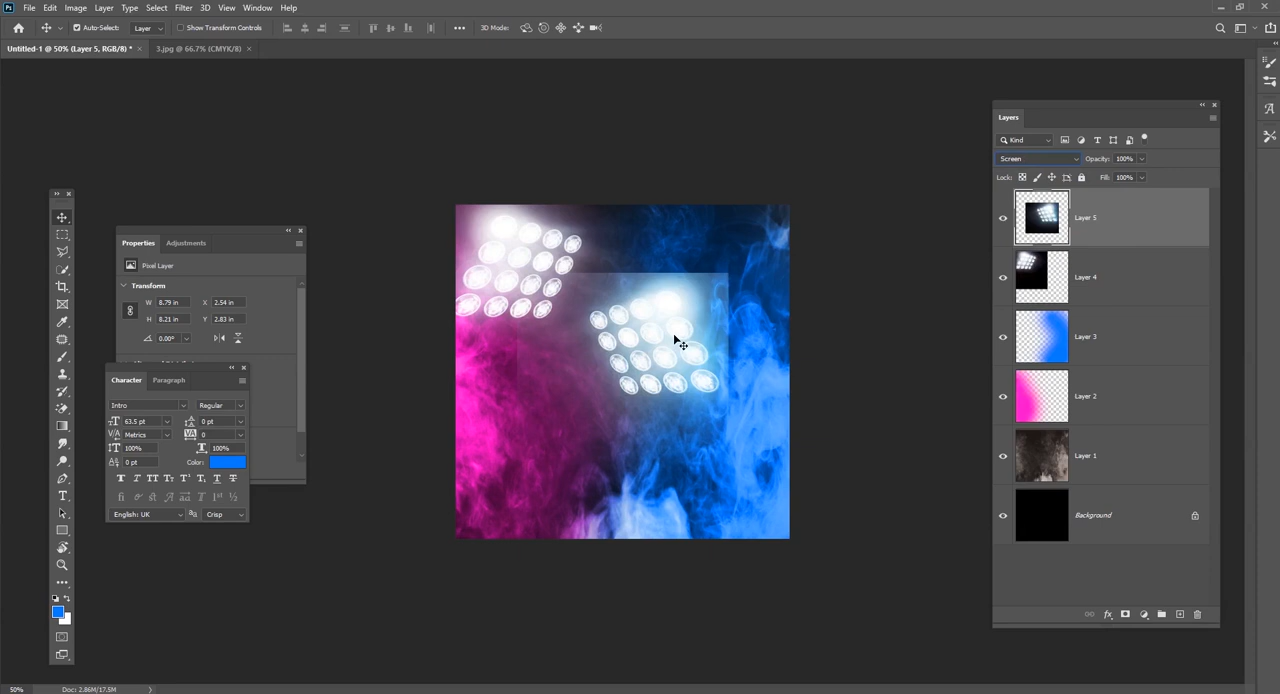 Ps File Edit Image Layer Type Select Filter 3D View Window Help
Auto-Select: Layer Show Transform Controls 3D Mode:
Untitled-1 @ 50% (Layer 5, RGB/8) * × 3.jpg @ 66.7% (CMYK/8) ×
Layers
Kind
Screen Opacity: 100%
Lock: Fill: 100%
Layer 5
Layer 4
Layer 3
Layer 2
Layer 1
Background
Properties Adjustments
Pixel Layer
Transform
W 8.79 in X 2.54 in
H 8.21 in Y 2.83 in
0.00°
Character Paragraph
Intro Regular
63.5 pt 0 pt
Metrics 0
100% 100%
0 pt Color:
English: UK Crisp
50% Doc: 2.86M/17.5M